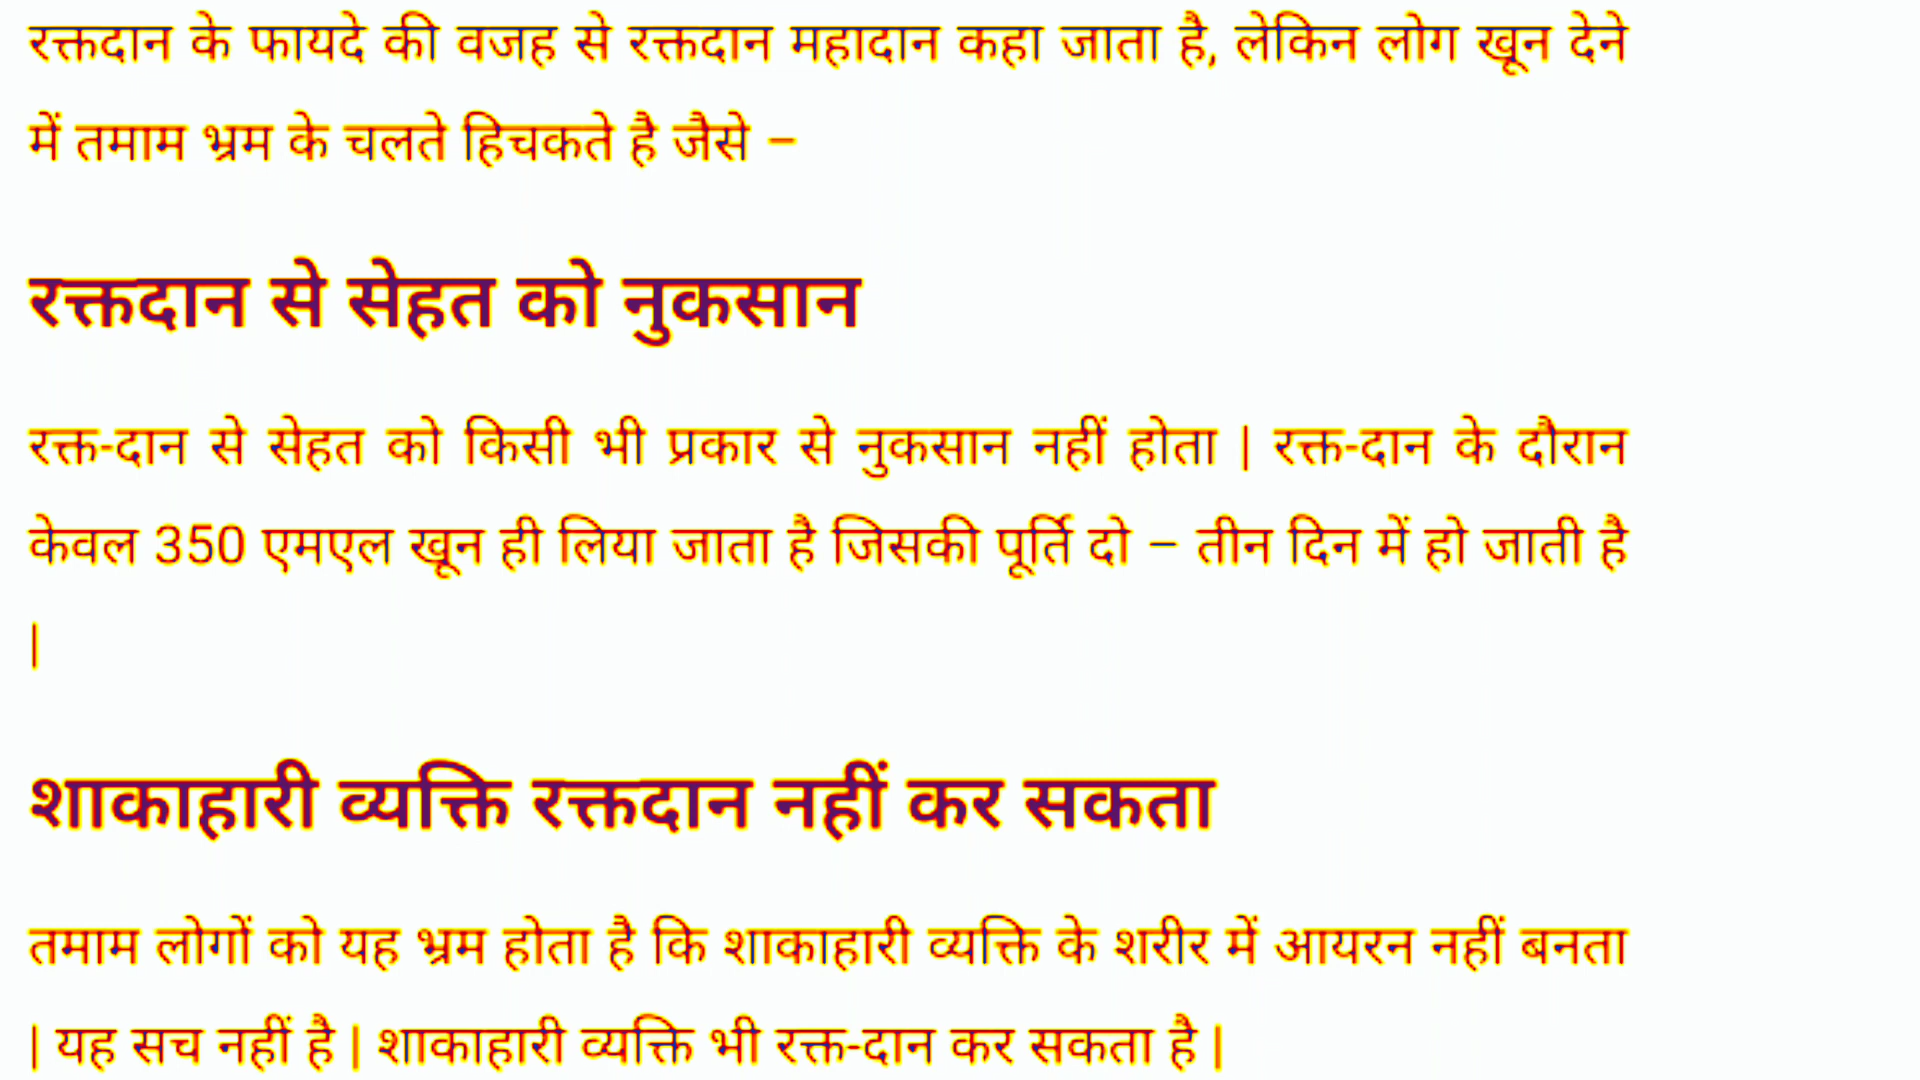 रक्तदान के फायदे की वजह से रक्तदान महादान कहा जाता है, लेकिन लोग खून देने
में तमाम भ्रम के चलते हिचकते है जैसे –
रक्तदान से सेहत को नुकसान
रक्त-दान से सेहत को किसी भी प्रकार से नुकसान नहीं होता | रक्त-दान के दौरान
केवल 350 एमएल खून ही लिया जाता है जिसकी पूर्ति दो – तीन दिन में हो जाती है
|
शाकाहारी व्यक्ति रक्तदान नहीं कर सकता
तमाम लोगों को यह भ्रम होता है कि शाकाहारी व्यक्ति के शरीर में आयरन नहीं बनता
| यह सच नहीं है | शाकाहारी व्यक्ति भी रक्त-दान कर सकता है |